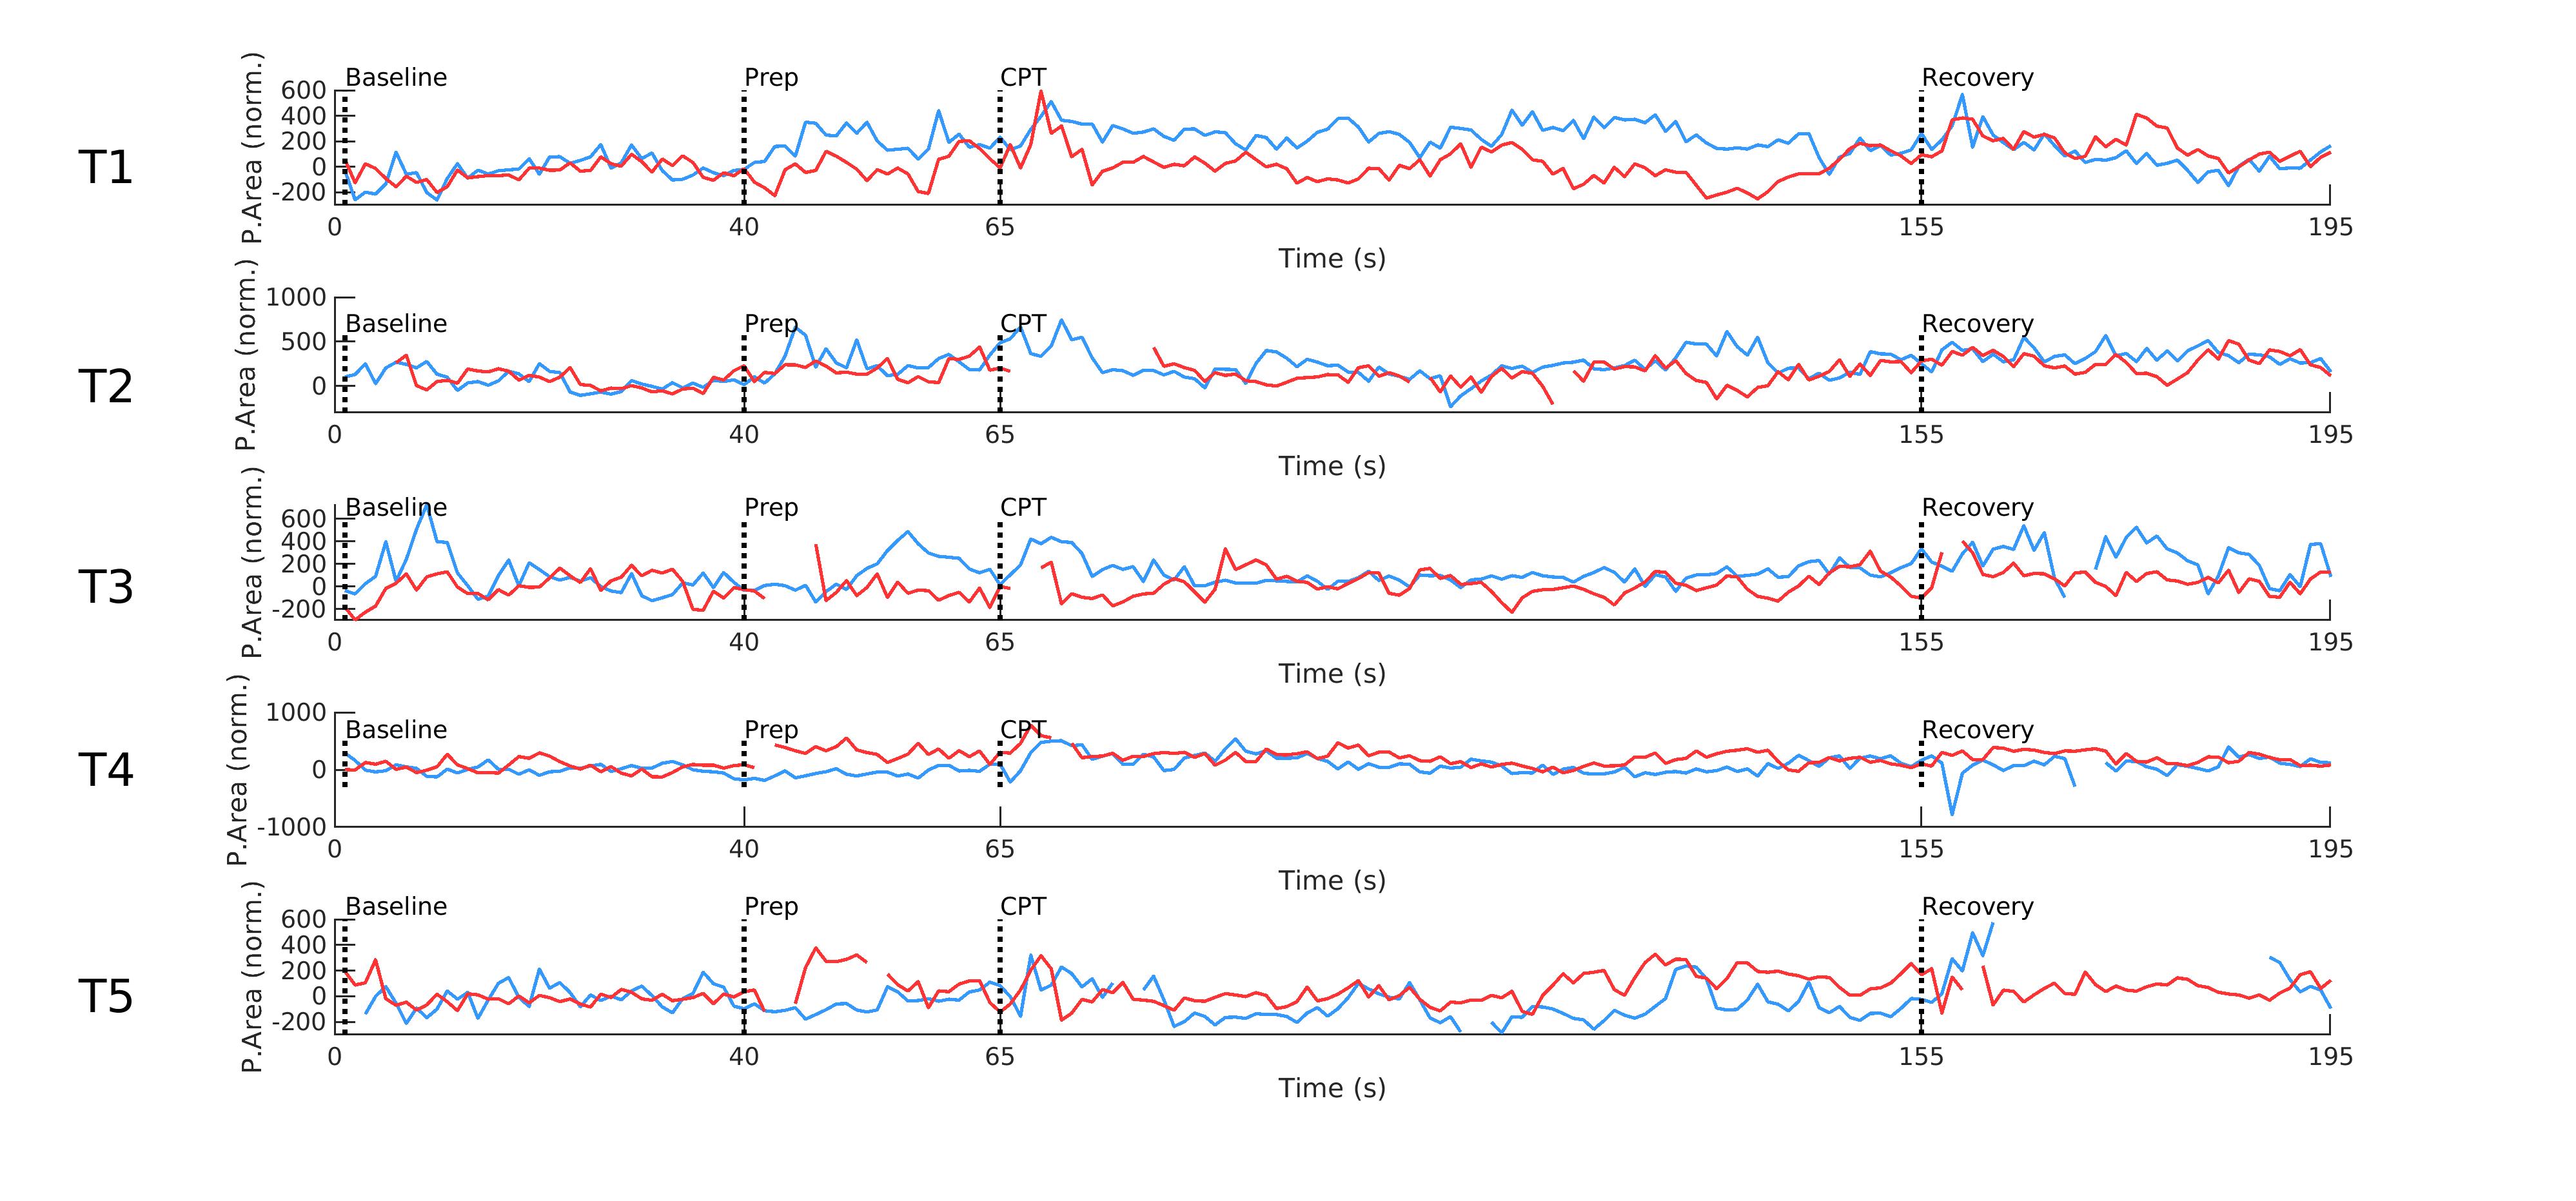 Baseline Prep CPT Recovery
600
400
200
0
-200
P.Area (norm.)
T1
0 40 65 155 195
Time (s)
1000
500
0
Baseline Prep CPT Recovery
P.Area (norm.)
T2
0 40 65 155 195
Time (s)
Baseline Prep CPT Recovery
600
400
200
0
-200
P.Area (norm.)
T3
0 40 65 155 195
Time (s)
1000
0
-1000
Baseline Prep CPT Recovery
P.Area (norm.)
T4
0 40 65 155 195
Time (s)
Baseline Prep CPT Recovery
600
400
200
0
-200
P.Area (norm.)
T5
0 40 65 155 195
Time (s)